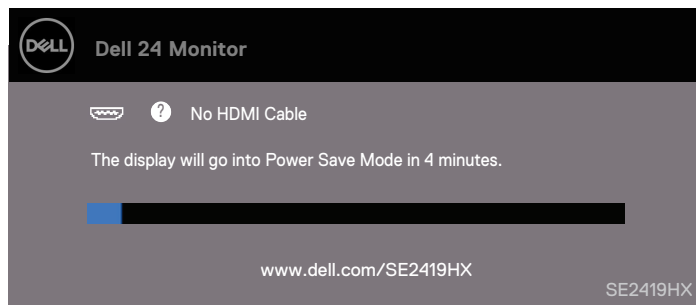 DELL
Dell 24 Monitor
? No HDMI Cable
The display will go into Power Save Mode in 4 minutes.
www.dell.com/SE2419HX
SE2419HX